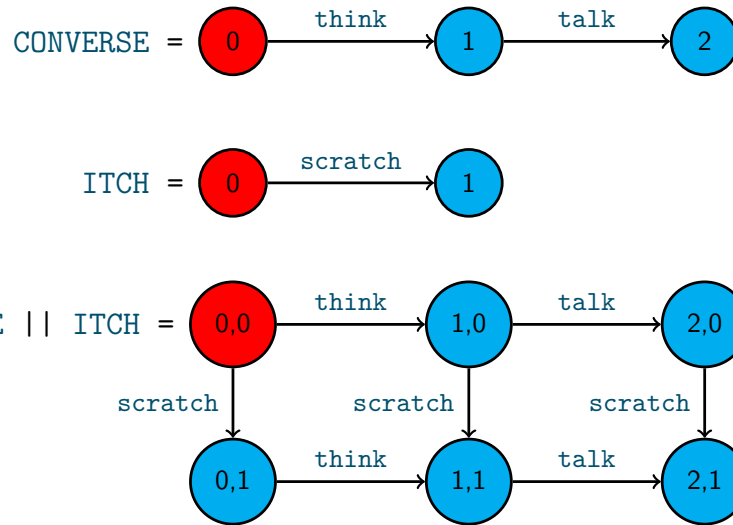 think talk
CONVERSE = 0 1 2
scratch
ITCH = 0 1
think talk
|| ITCH = 0,0 1,0 2,0
scratch scratch scratch
think talk
0,1 1,1 2,1